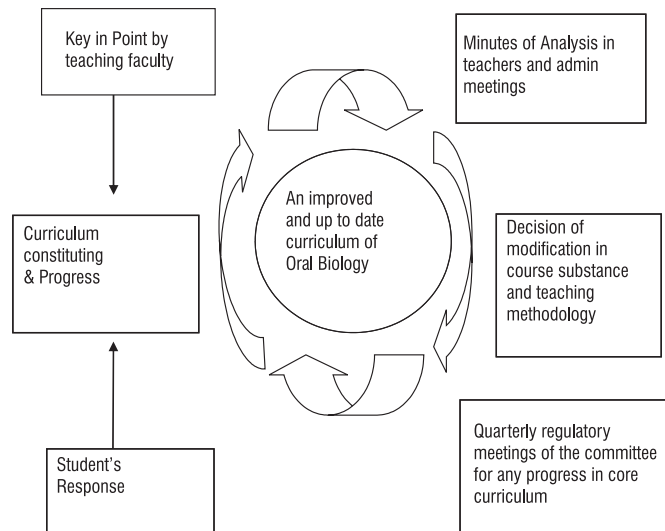 Key in Point by
teaching faculty
Minutes of Analysis in
teachers and admin
meetings
An improved
and up to date
curriculum of
Oral Biology
Curriculum
constituting
& Progress
Decision of
modification in
course substance
and teaching
methodology
Student's
Response
Quarterly regulatory
meetings of the committee
for any progress in core
curriculum